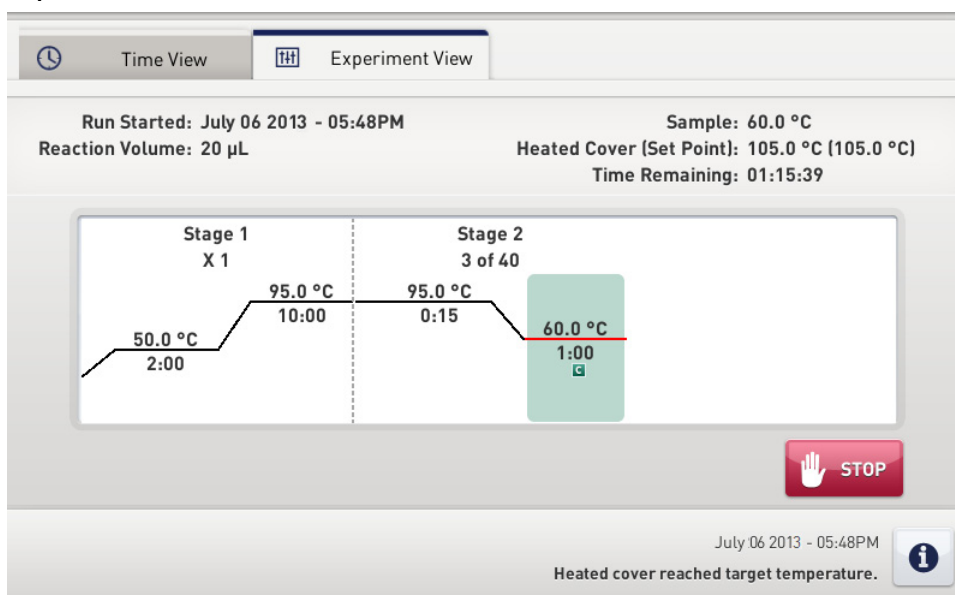 Time View
Experiment View
Run Started: July 06 2013 - 05:48PM
Reaction Volume: 20 µL
Sample: 60.0 °C
Heated Cover (Set Point): 105.0 °C (105.0 °C)
Time Remaining: 01:15:39
Stage 1
X 1
50.0 °C
2:00
95.0 °C
10:00
Stage 2
3 of 40
95.0 °C
0:15
60.0 °C
1:00
C
STOP
July 06 2013 - 05:48PM
Heated cover reached target temperature.